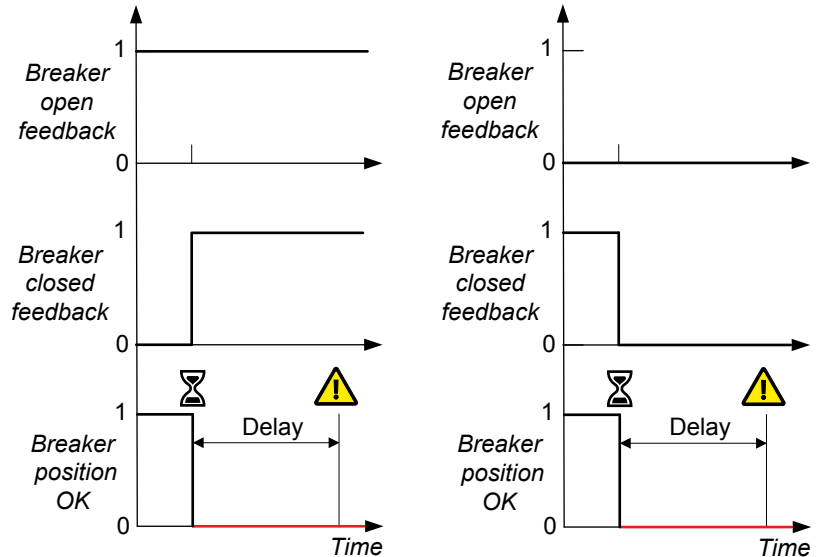 1
Breaker
open
feedback
0
1
Breaker
closed
feedback
0
1
Delay
Breaker
position
OK
0
Time
1
Breaker
open
feedback
0
1
Breaker
closed
feedback
0
1
Delay
Breaker
position
OK
0
Time